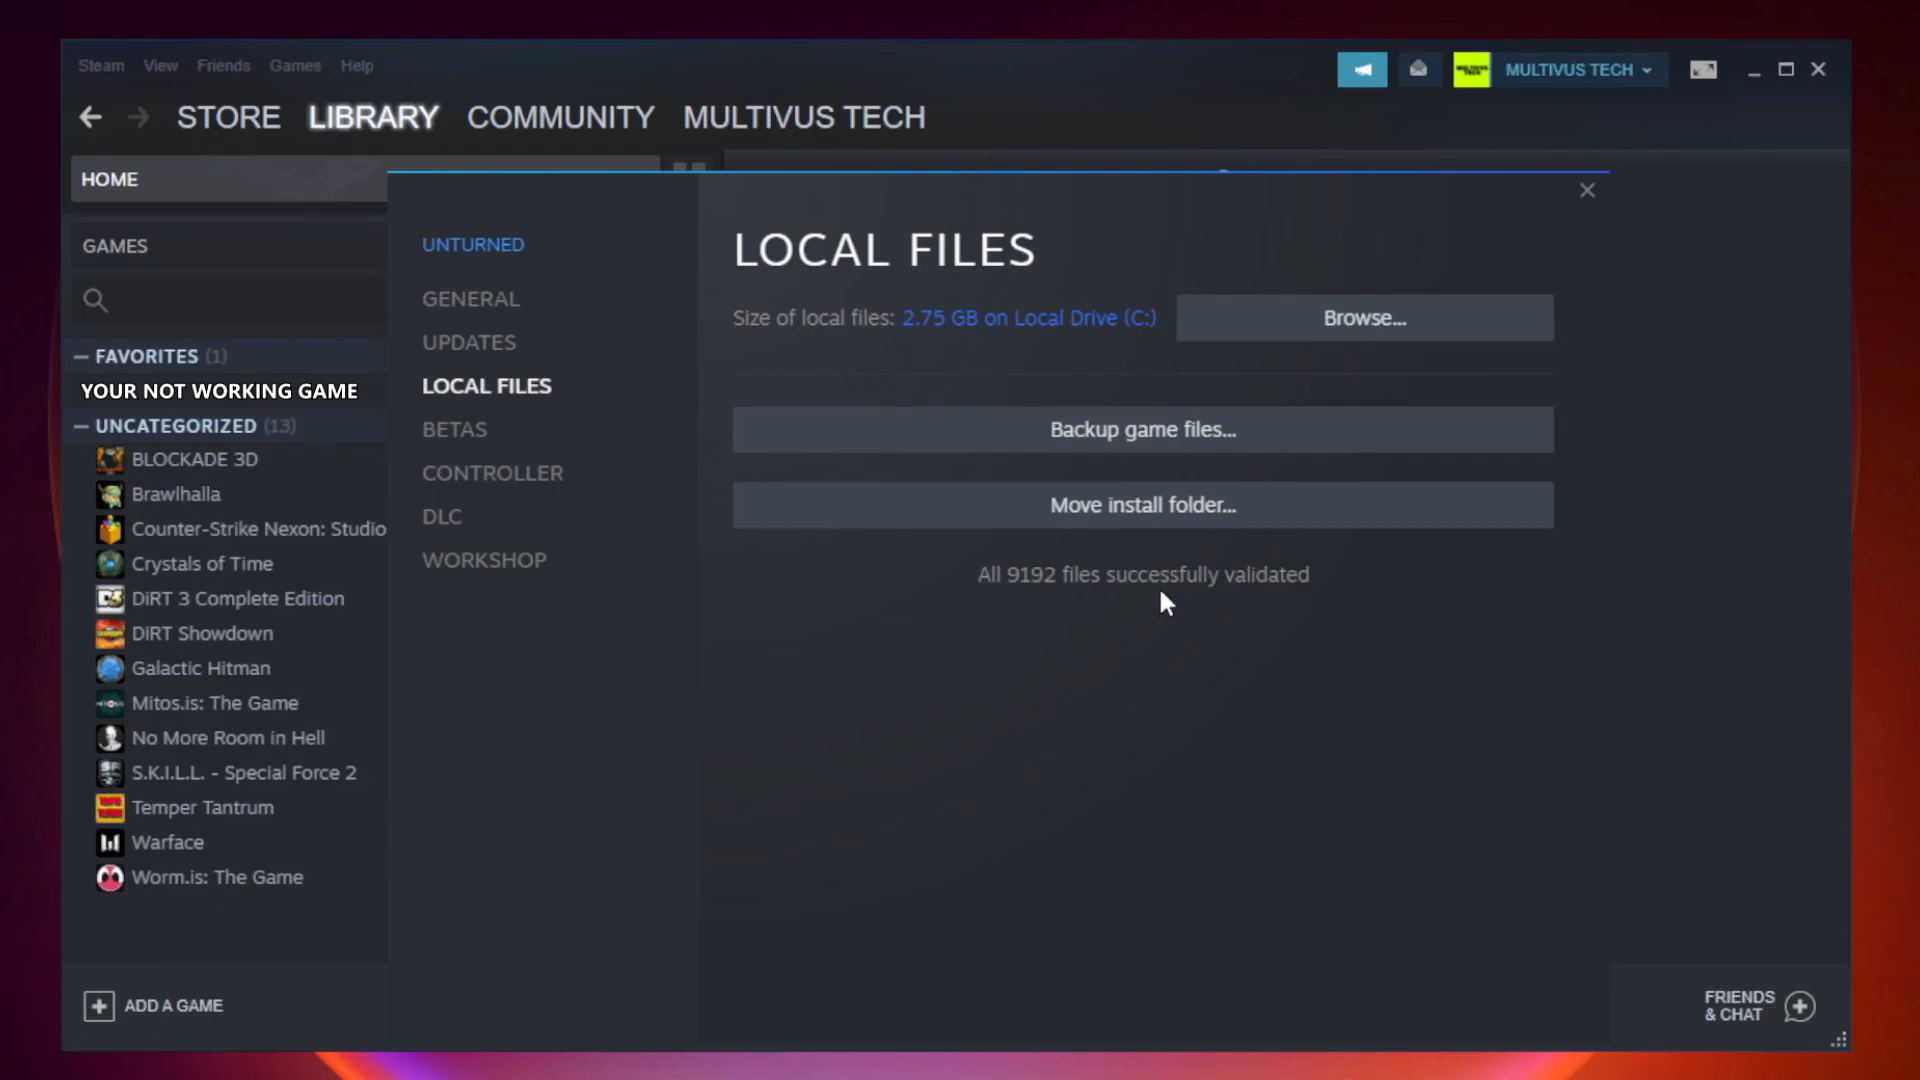 Steam View Friends Games Help
MULTIVUS TECH
STORE LIBRARY COMMUNITY MULTIVUS TECH
HOME
GAMES
FAVORITES (1)
YOUR NOT WORKING GAME
UNCATEGORIZED (13)
BLOCKADE 3D
Brawlhalla
Counter-Strike Nexon: Studio
Crystals of Time
DiRT 3 Complete Edition
DiRT Showdown
Galactic Hitman
Mitos.is: The Game
No More Room in Hell
S.K.I.L.L. - Special Force 2
Temper Tantrum
Warface
Worm.is: The Game
ADD A GAME
UNTURNED
GENERAL
UPDATES
LOCAL FILES
BETAS
CONTROLLER
DLC
WORKSHOP
LOCAL FILES
Size of local files: 2.75 GB on Local Drive (C:) Browse...
Backup game files...
Move install folder...
All 9192 files successfully validated
FRIENDS
& CHAT